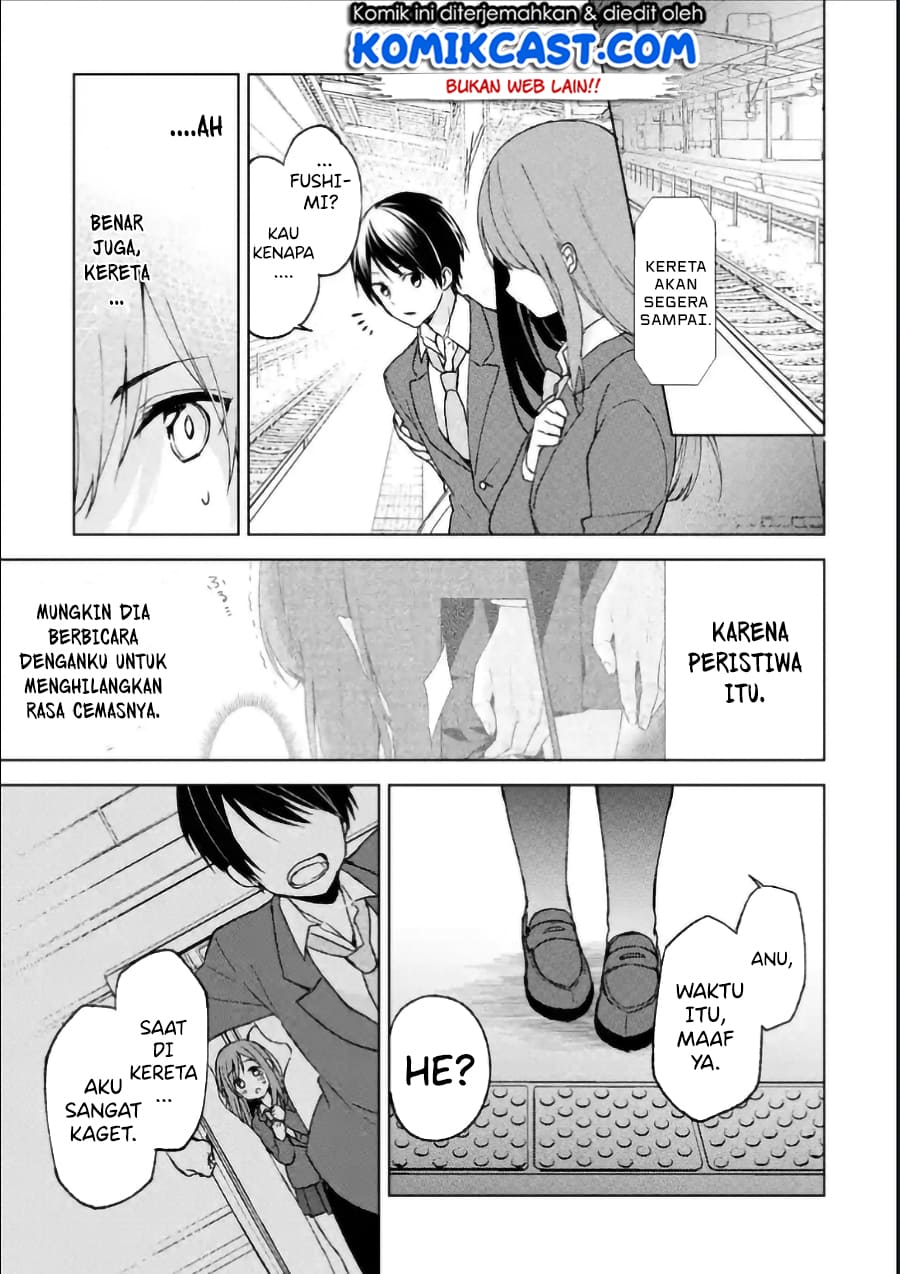 Komik ini diterjemahkan & diedit oleh
KOMIKCAST.COM
BUKAN WEB LAIN!!
KERETA
AKAN
SEGERA
SAMPAI.
...
FUSHI-
MI?
KAU
KENAPA
....
....AH
BENAR
JUGA,
KERETA
...
KARENA
PERISTIWA
ITU.
MUNGKIN DIA
BERBICARA
DENGANKU UNTUK
MENGHILANGKAN
RASA CEMASNYA.
ANU,
WAKTU
ITU,
MAAF
YA.
HE?
SAAT
DI
KERETA
...
AKU
SANGAT
KAGET.